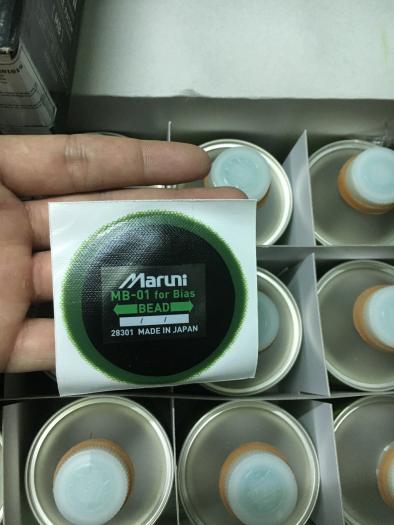 Maruni
MB-01 for Bias
BEAD
/ /
28301 MADE IN JAPAN